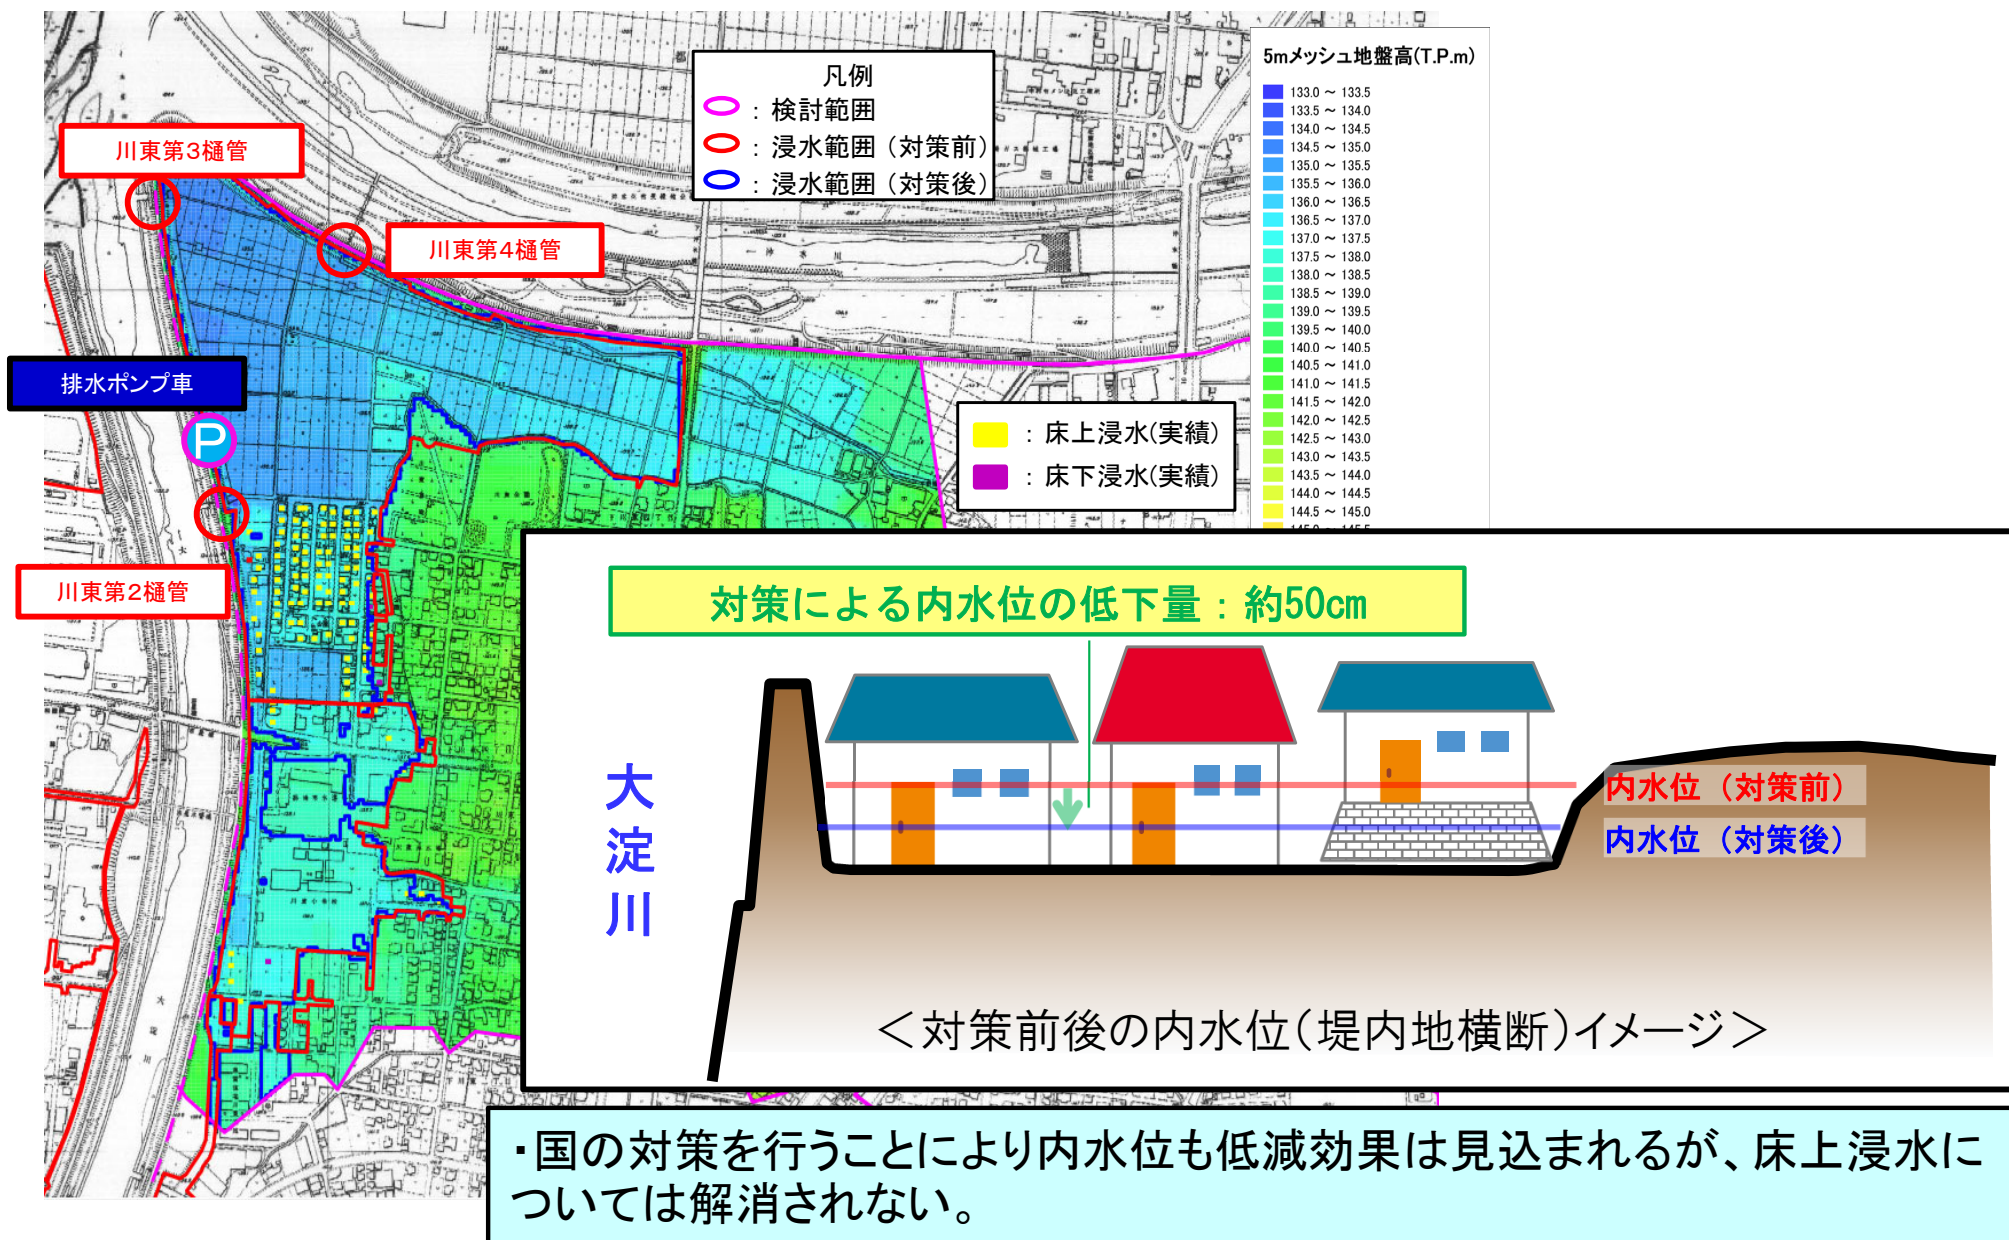 凡例
：検討範囲
：浸水範囲（対策前）
：浸水範囲（対策後）
5mメッシュ地盤高(T.P.m)
133.0 ～ 133.5
133.5 ～ 134.0
134.0 ～ 134.5
134.5 ～ 135.0
135.0 ～ 135.5
135.5 ～ 136.0
136.0 ～ 136.5
136.5 ～ 137.0
137.0 ～ 137.5
137.5 ～ 138.0
138.0 ～ 138.5
138.5 ～ 139.0
139.0 ～ 139.5
139.5 ～ 140.0
140.0 ～ 140.5
140.5 ～ 141.0
141.0 ～ 141.5
141.5 ～ 142.0
142.0 ～ 142.5
142.5 ～ 143.0
143.0 ～ 143.5
143.5 ～ 144.0
144.0 ～ 144.5
144.5 ～ 145.0
川東第3樋管
川東第4樋管
排水ポンプ車
P
川東第2樋管
：床上浸水(実績)
：床下浸水(実績)
対策による内水位の低下量：約50cm
大淀川
内水位（対策前）
内水位（対策後）
＜対策前後の内水位(堤内地横断)イメージ＞
・国の対策を行うことにより内水位も低減効果は見込まれるが、床上浸水に
ついては解消されない。